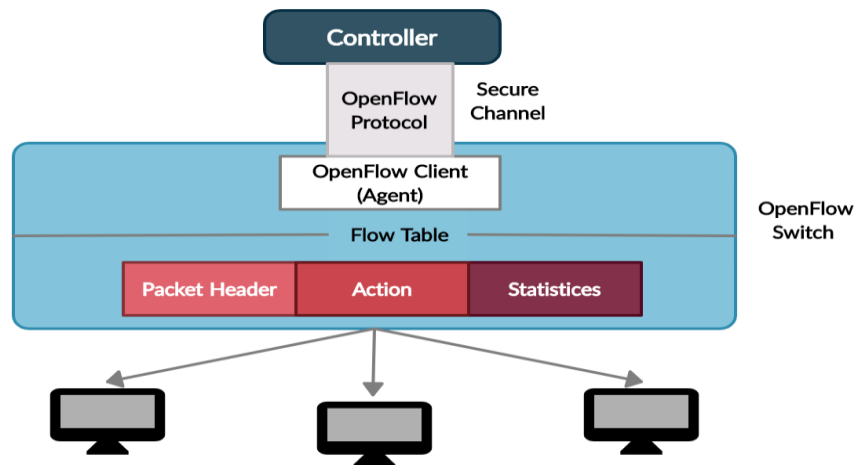 Controller
OpenFlow
Protocol
Secure
Channel
OpenFlow Client
(Agent)
OpenFlow
Switch
Flow Table
Packet Header
Action
Statistices